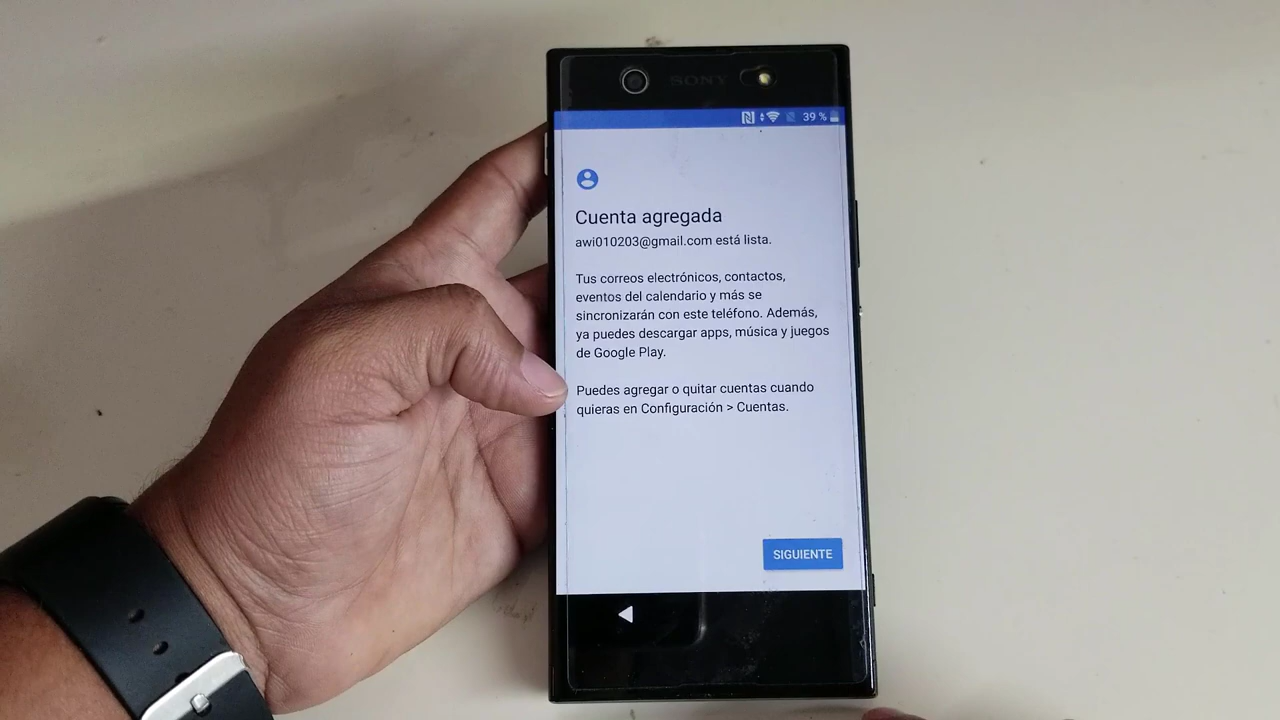 SONY
39 %
Cuenta agregada
awi010203@gmail.com está lista.
Tus correos electrónicos, contactos,
eventos del calendario y más se
sincronizarán con este teléfono. Además,
ya puedes descargar apps, música y juegos
de Google Play.
Puedes agregar o quitar cuentas cuando
quieras en Configuración > Cuentas.
SIGUIENTE